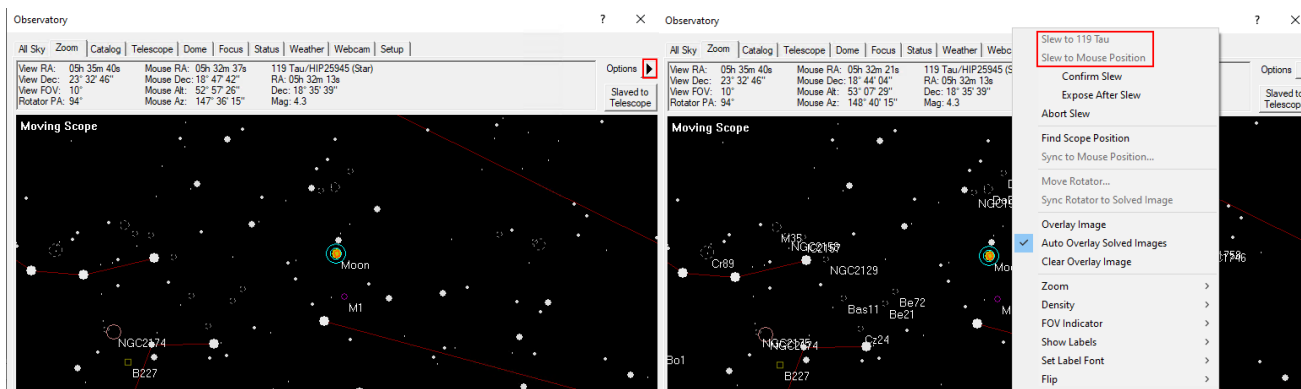 Observatory
? ×
All Sky Zoom Catalog Telescope Dome Focus Status Weather Webcam Setup
View RA: 05h 35m 40s Mouse RA: 05h 32m 37s 119 Tau/HIP25945 (Star)
View Dec: 23° 32' 46" Mouse Dec: 18° 47' 42" RA: 05h 32m 13s
View FOV: 10° Mouse Alt: 52° 57' 26" Dec: 18° 35' 39"
Rotator PA: 94° Mouse Az: 147° 36' 15" Mag: 4.3
Options
Slaved to
Telescope
Moving Scope
Moon
M1
NGC2174
B227
Observatory
? ×
All Sky Zoom Catalog Telescope Dome Focus Status Weather Webc
View RA: 05h 35m 40s Mouse RA: 05h 32m 21s 119 Tau/HIP25945 (S
View Dec: 23° 32' 46" Mouse Dec: 18° 44' 04" RA: 05h 32m 13s
View FOV: 10° Mouse Alt: 53° 07' 29" Dec: 18° 35' 39"
Rotator PA: 94° Mouse Az: 148° 40' 15" Mag: 4.3
Options
Slaved to
Telescop
Moving Scope
M35
Cr89
NGC2129
Bas11
Be72
Be21
Cz24
Bo1
B227
Mo
M
Slew to 119 Tau
Slew to Mouse Position
Confirm Slew
Expose After Slew
Abort Slew
Find Scope Position
Sync to Mouse Position...
Move Rotator...
Sync Rotator to Solved Image
Overlay Image
Auto Overlay Solved Images
Clear Overlay Image
Zoom
Density
FOV Indicator
Show Labels
Set Label Font
Flip